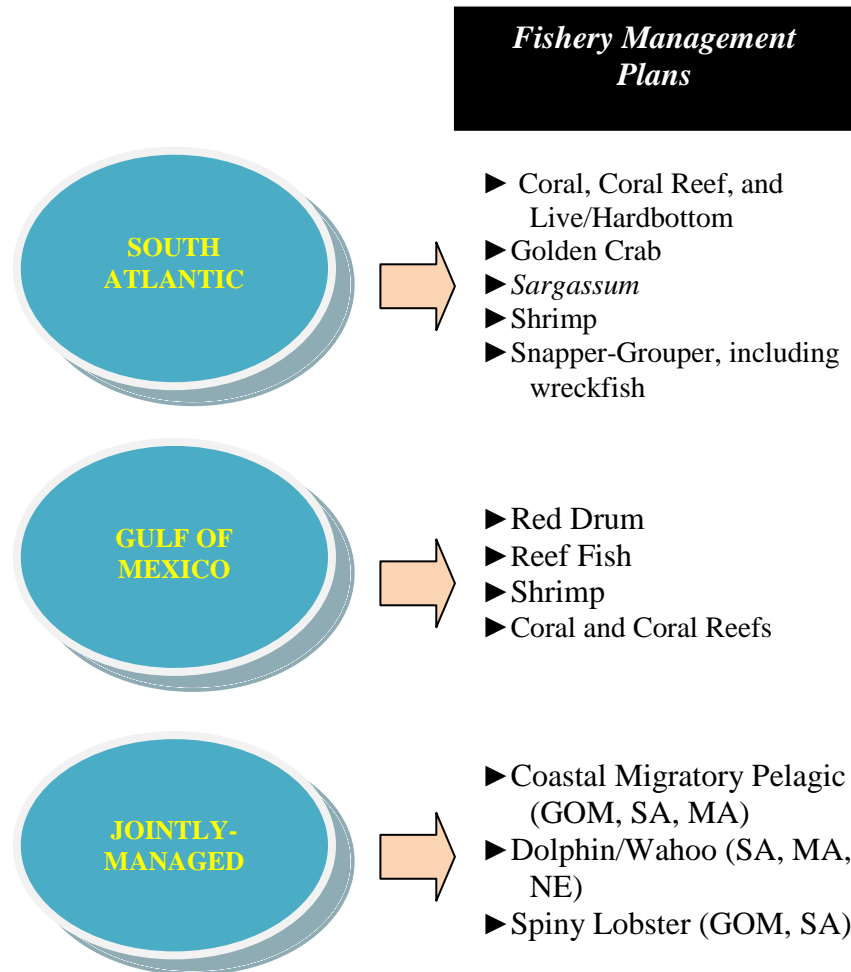 Fishery Management
Plans
SOUTH
ATLANTIC
► Coral, Coral Reef, and
Live/Hardbottom
►Golden Crab
►Sargassum
►Shrimp
►Snapper-Grouper, including
wreckfish
GULF OF
MEXICO
►Red Drum
►Reef Fish
►Shrimp
►Coral and Coral Reefs
JOINTLY-
MANAGED
►Coastal Migratory Pelagic
(GOM, SA, MA)
►Dolphin/Wahoo (SA, MA,
NE)
►Spiny Lobster (GOM, SA)